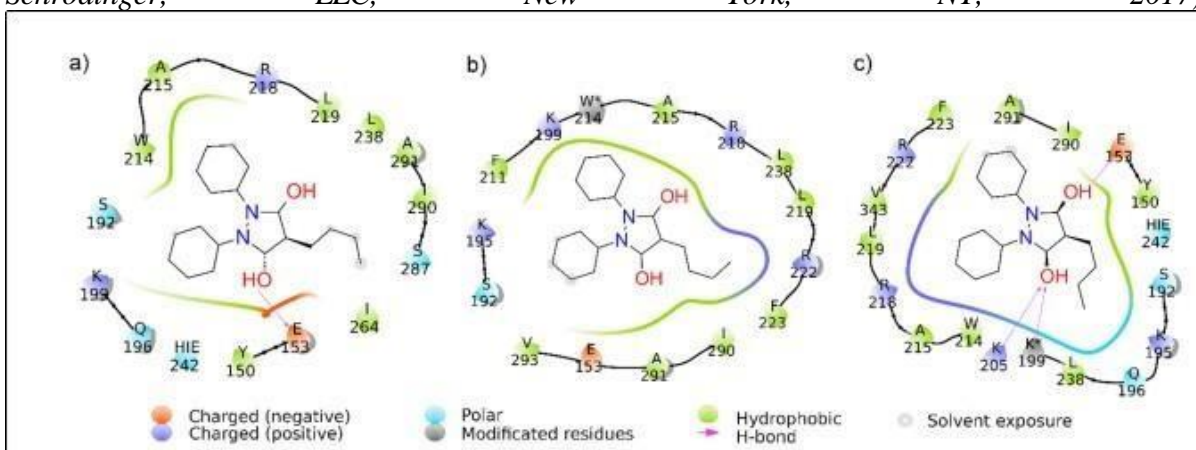 Schrödinger, LLC, New York, NY, 2017)
a)
A
215
R
218
L
219
L
238
W
214
A
291
I
290
S
192
OH
N
N
HO
S
287
K
199
I
264
Q
196
HIE
242
Y
150
E
153
b)
W*
214
A
215
K
199
R
218
F
211
L
238
L
219
OH
N
N
OH
K
195
R
222
S
192
F
223
V
293
E
153
A
291
I
290
c)
F
223
A
291
I
290
E
153
R
222
Y
150
V
343
OH
N
N
OH
HIE
242
L
219
R
218
S
192
A
215
W
214
K
205
K*
199
L
238
Q
196
K
195
Charged (negative)
Charged (positive)
Polar
Modificated residues
Hydrophobic
H-bond
Solvent exposure